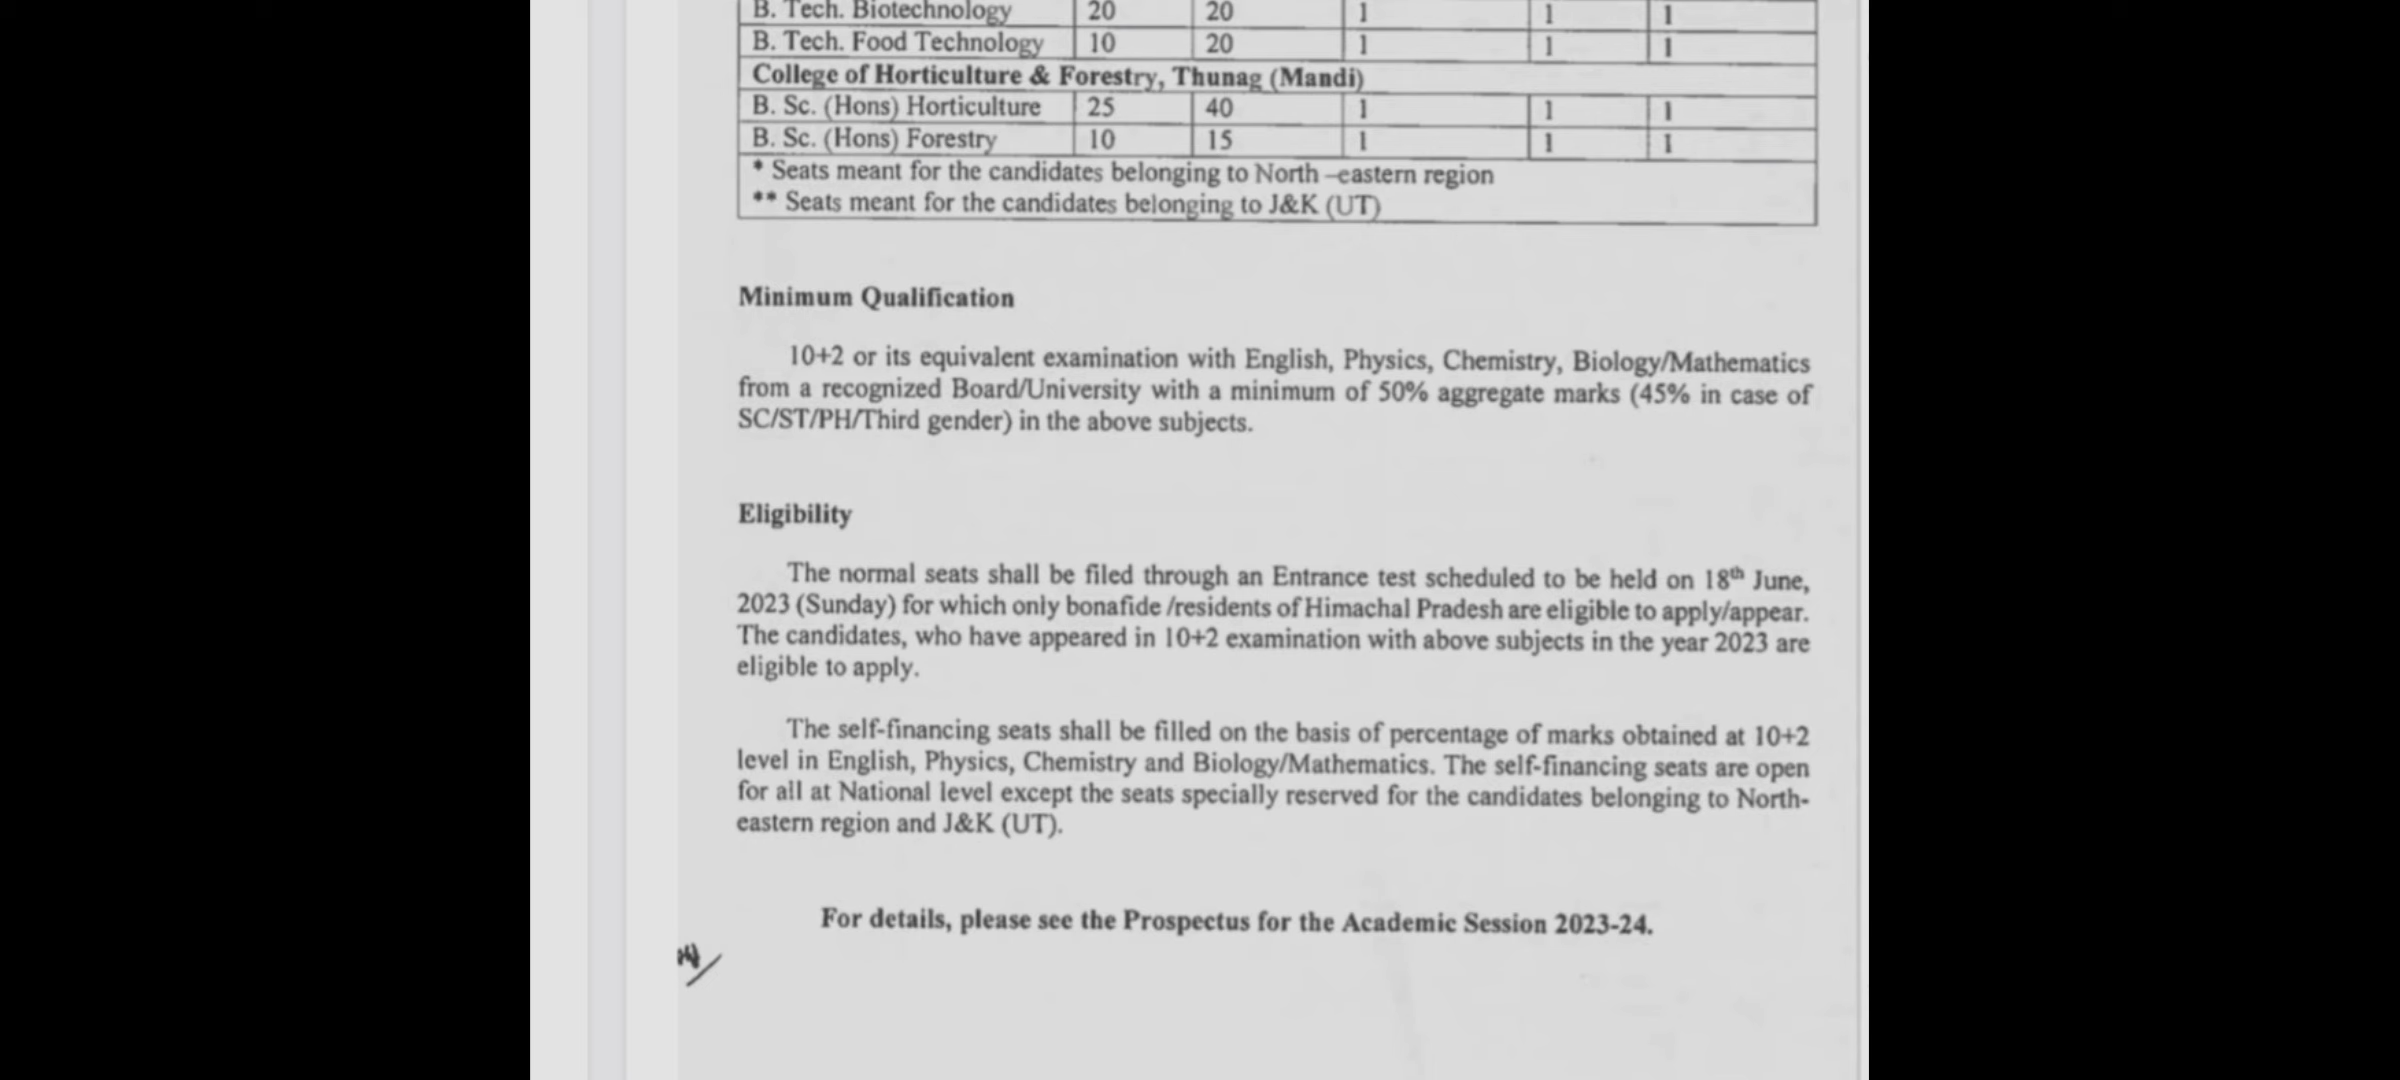 B. Tech. Biotechnology 20 20 1 1 1
B. Tech. Food Technology 10 20 1 1 1
College of Horticulture & Forestry, Thunag (Mandi)
B. Sc. (Hons) Horticulture 25 40 1 1 1
B. Sc. (Hons) Forestry 10 15 1 1 1
* Seats meant for the candidates belonging to North –eastern region
** Seats meant for the candidates belonging to J&K (UT)
Minimum Qualification
10+2 or its equivalent examination with English, Physics, Chemistry, Biology/Mathematics
from a recognized Board/University with a minimum of 50% aggregate marks (45% in case of
SC/ST/PH/Third gender) in the above subjects.
Eligibility
The normal seats shall be filed through an Entrance test scheduled to be held on 18th June,
2023 (Sunday) for which only bonafide /residents of Himachal Pradesh are eligible to apply/appear.
The candidates, who have appeared in 10+2 examination with above subjects in the year 2023 are
eligible to apply.
The self-financing seats shall be filled on the basis of percentage of marks obtained at 10+2
level in English, Physics, Chemistry and Biology/Mathematics. The self-financing seats are open
for all at National level except the seats specially reserved for the candidates belonging to North-
eastern region and J&K (UT).
For details, please see the Prospectus for the Academic Session 2023-24.